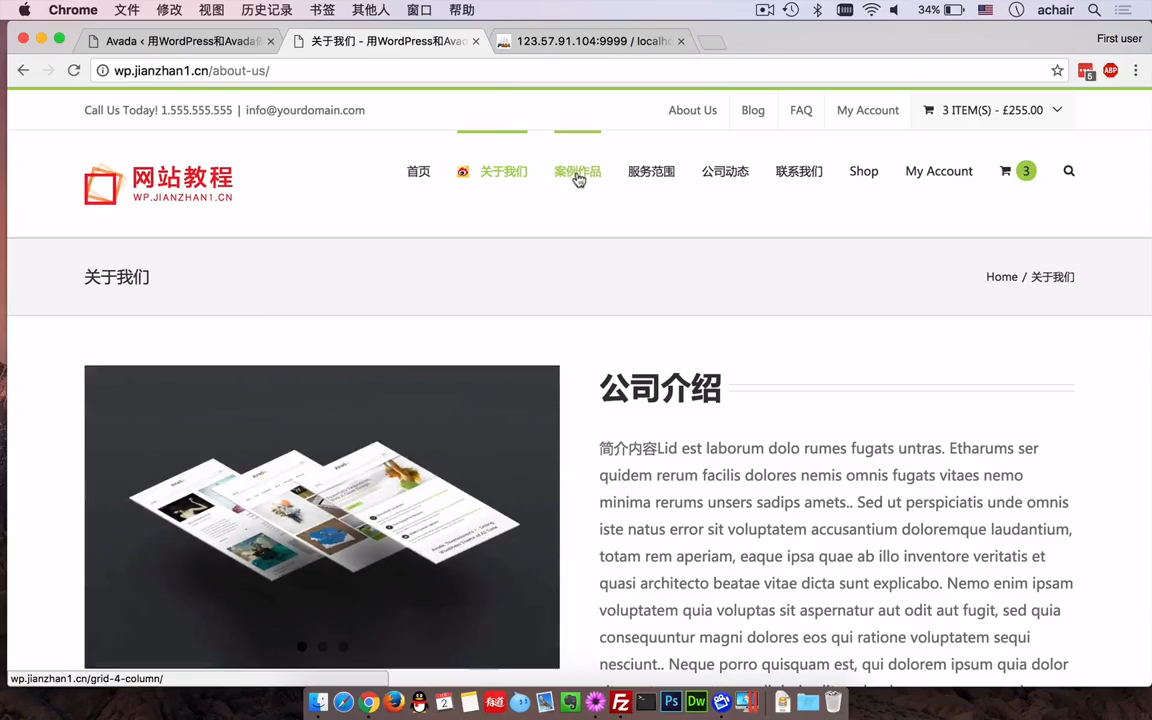 Chrome 文件 修改 视图 历史记录 书签 其他人 窗口 帮助 34% achair
Avada ‹ 用WordPress和Avada
关于我们 - 用WordPress和Avac
123.57.91.104:9999 / localh
First user
wp.jianzhan1.cn/about-us/
5
ABP
Call Us Today! 1.555.555.555 | info@yourdomain.com
About Us Blog FAQ My Account 3 ITEM(S) - £255.00
网站教程
WP.JIANZHAN1.CN
首页 关于我们 案例作品 服务范围 公司动态 联系我们 Shop My Account 3
关于我们
Home / 关于我们
公司介绍
简介内容Lid est laborum dolo rumes fugats untras. Etharums ser
quidem rerum facilis dolores nemis omnis fugats vitaes nemo
minima rerums unsers sadips amets.. Sed ut perspiciatis unde omnis
iste natus error sit voluptatem accusantium doloremque laudantium,
totam rem aperiam, eaque ipsa quae ab illo inventore veritatis et
quasi architecto beatae vitae dicta sunt explicabo. Nemo enim ipsam
voluptatem quia voluptas sit aspernatur aut odit aut fugit, sed quia
consequuntur magni dolores eos qui ratione voluptatem sequi
nesciunt.. Neque porro quisquam est, qui dolorem ipsum quia dolor
wp.jianzhan1.cn/grid-4-column/
2
有道
Ps
Dw